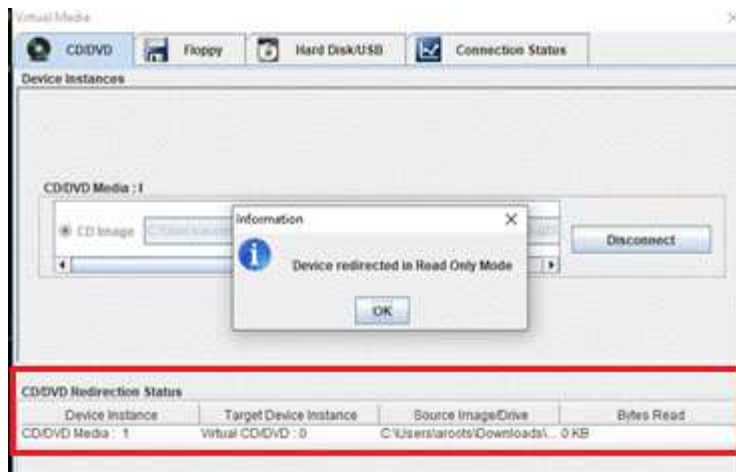 Virtual Media
CD/DVD Floppy Hard Disk/USB Connection Status
Device Instances
CD/DVD Media : I
CD Image
Disconnect
Information
Device redirected in Read Only Mode
OK
CD/DVD Redirection Status
Device Instance Target Device Instance Source Image/Drive Bytes Read
CD/DVD Media : 1 Virtual CD/DVD : 0 C:\Users\aroots\Downloads\... 0 KB